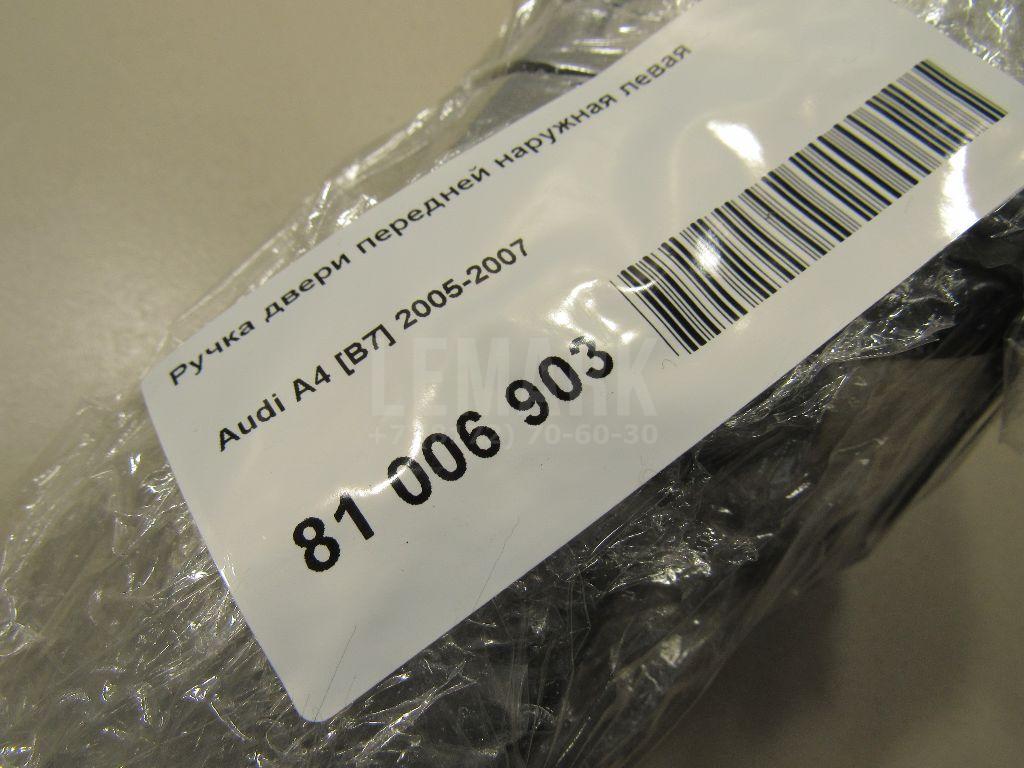 Ручка двери передней наружная левая
Audi A4 [B7] 2005-2007
81 006 903
LEMARK
70-60-30